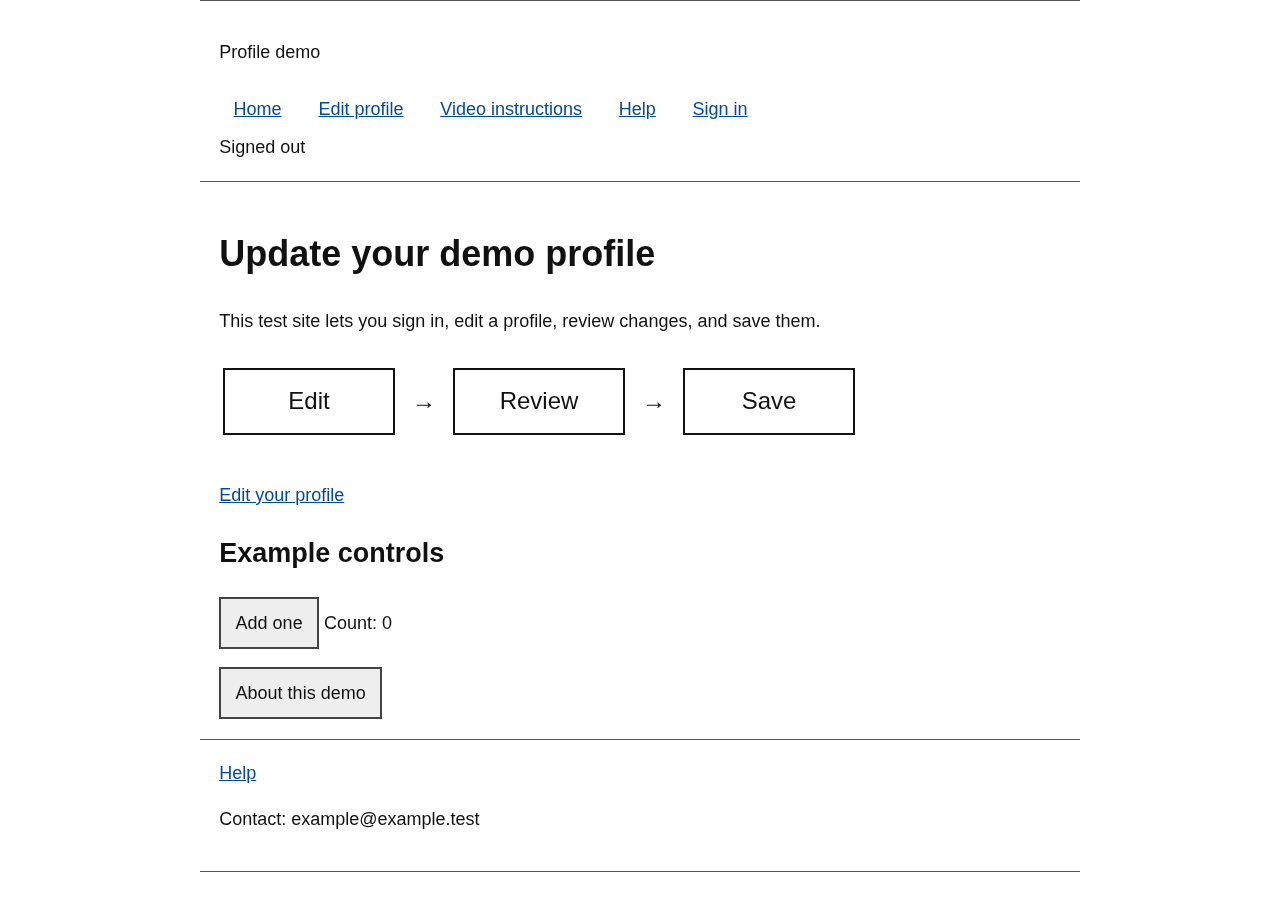 Profile demo
Home Edit profile Video instructions Help Sign in
Signed out
Update your demo profile
This test site lets you sign in, edit a profile, review changes, and save them.
Edit → Review → Save
Edit your profile
Example controls
Add one Count: 0
About this demo
Help
Contact: example@example.test